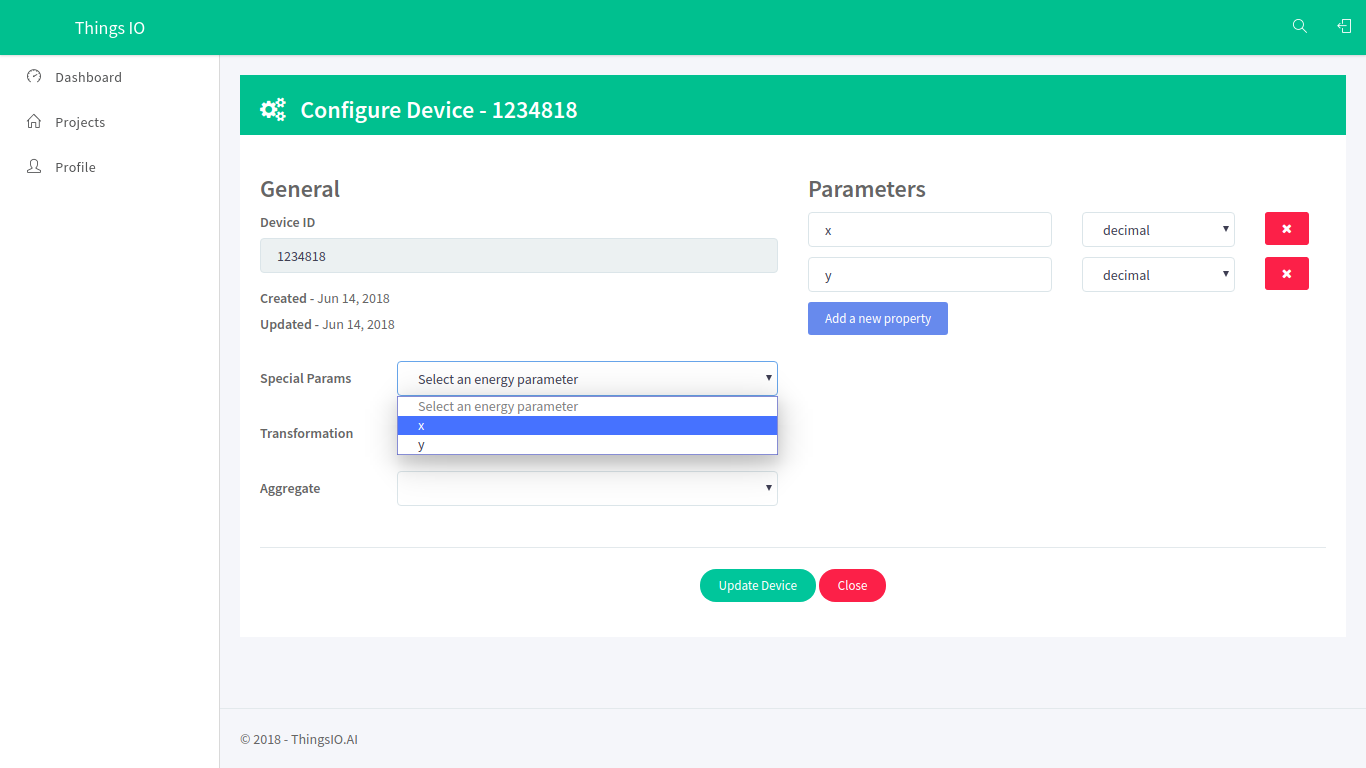 Things IO
Dashboard
Projects
Profile
Configure Device - 1234818
General
Device ID
1234818
Created - Jun 14, 2018
Updated - Jun 14, 2018
Special Params
Select an energy parameter
Select an energy parameter
x
y
Transformation
Aggregate
Parameters
x decimal
y decimal
Add a new property
Update Device Close
© 2018 - ThingsIO.AI